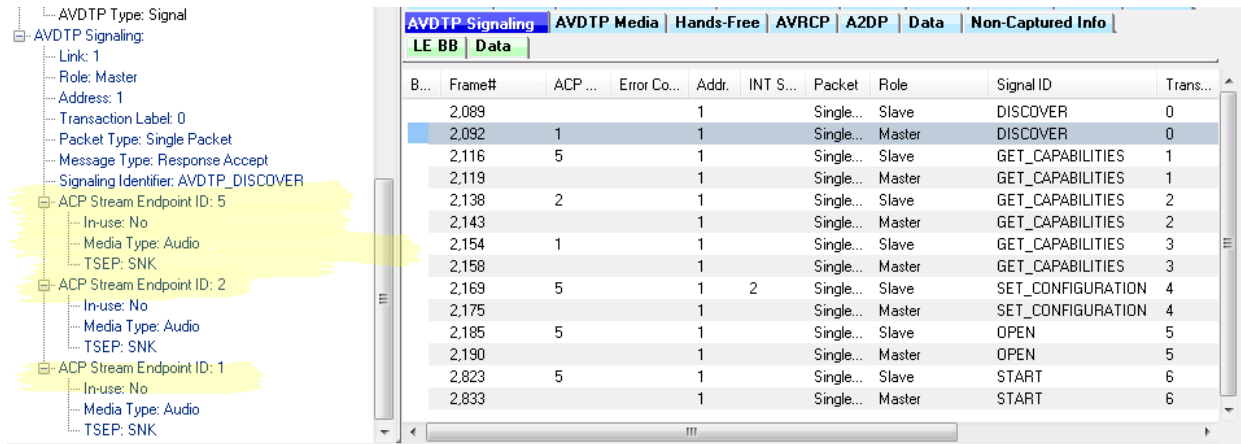 AVDTP Type: Signal
AVDTP Signaling:
Link: 1
Role: Master
Address: 1
Transaction Label: 0
Packet Type: Single Packet
Message Type: Response Accept
Signaling Identifier: AVDTP_DISCOVER
ACP Stream Endpoint ID: 5
In-use: No
Media Type: Audio
TSEP: SNK
ACP Stream Endpoint ID: 2
In-use: No
Media Type: Audio
TSEP: SNK
ACP Stream Endpoint ID: 1
In-use: No
Media Type: Audio
TSEP: SNK
AVDTP Signaling AVDTP Media Hands-Free AVRCP A2DP Data Non-Captured Info
LE BB Data
B... Frame# ACP ... Error Co... Addr. INT S... Packet Role Signal ID Trans...
2,089 1 Single... Slave DISCOVER 0
2,092 1 1 Single... Master DISCOVER 0
2,116 5 1 Single... Slave GET_CAPABILITIES 1
2,119 1 Single... Master GET_CAPABILITIES 1
2,138 2 1 Single... Slave GET_CAPABILITIES 2
2,143 1 Single... Master GET_CAPABILITIES 2
2,154 1 1 Single... Slave GET_CAPABILITIES 3
2,158 1 Single... Master GET_CAPABILITIES 3
2,169 5 1 2 Single... Slave SET_CONFIGURATION 4
2,175 1 Single... Master SET_CONFIGURATION 4
2,185 5 1 Single... Slave OPEN 5
2,190 1 Single... Master OPEN 5
2,823 5 1 Single... Slave START 6
2,833 1 Single... Master START 6